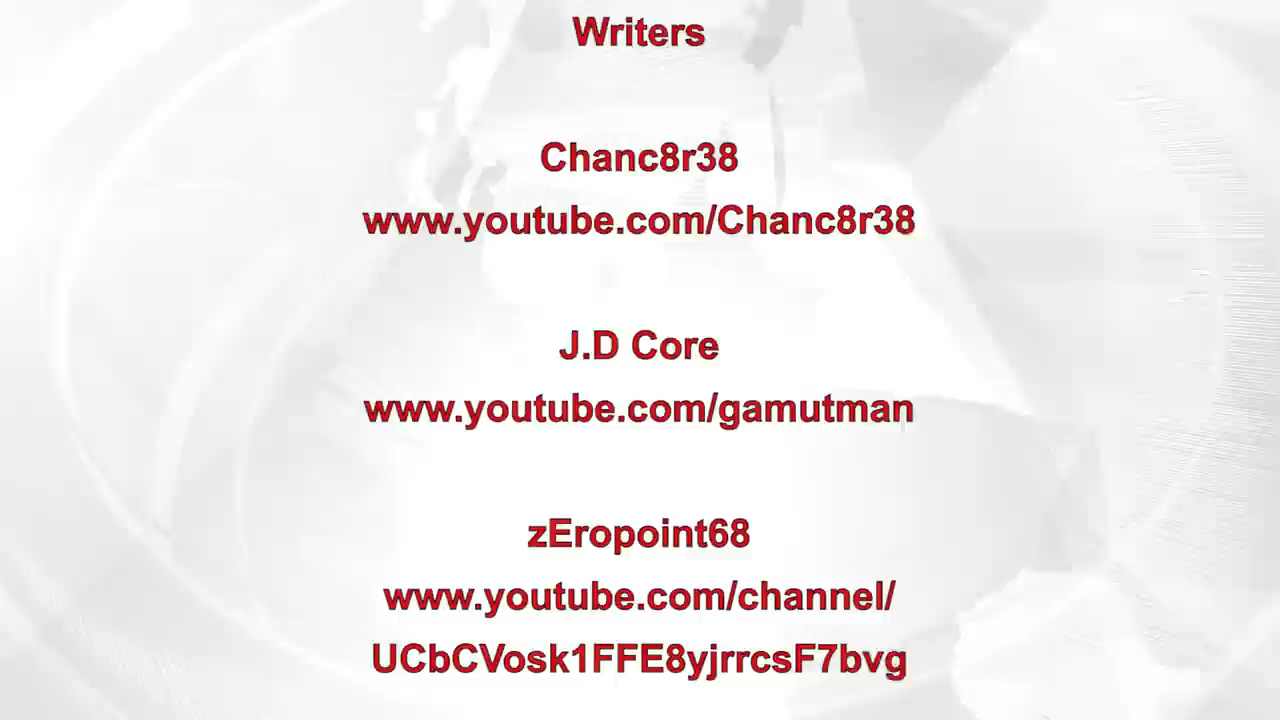 Writers
Chanc8r38
www.youtube.com/Chanc8r38
J.D Core
www.youtube.com/gamutman
zEropoint68
www.youtube.com/channel/
UCbCVosk1FFE8yjrrcsF7bvg